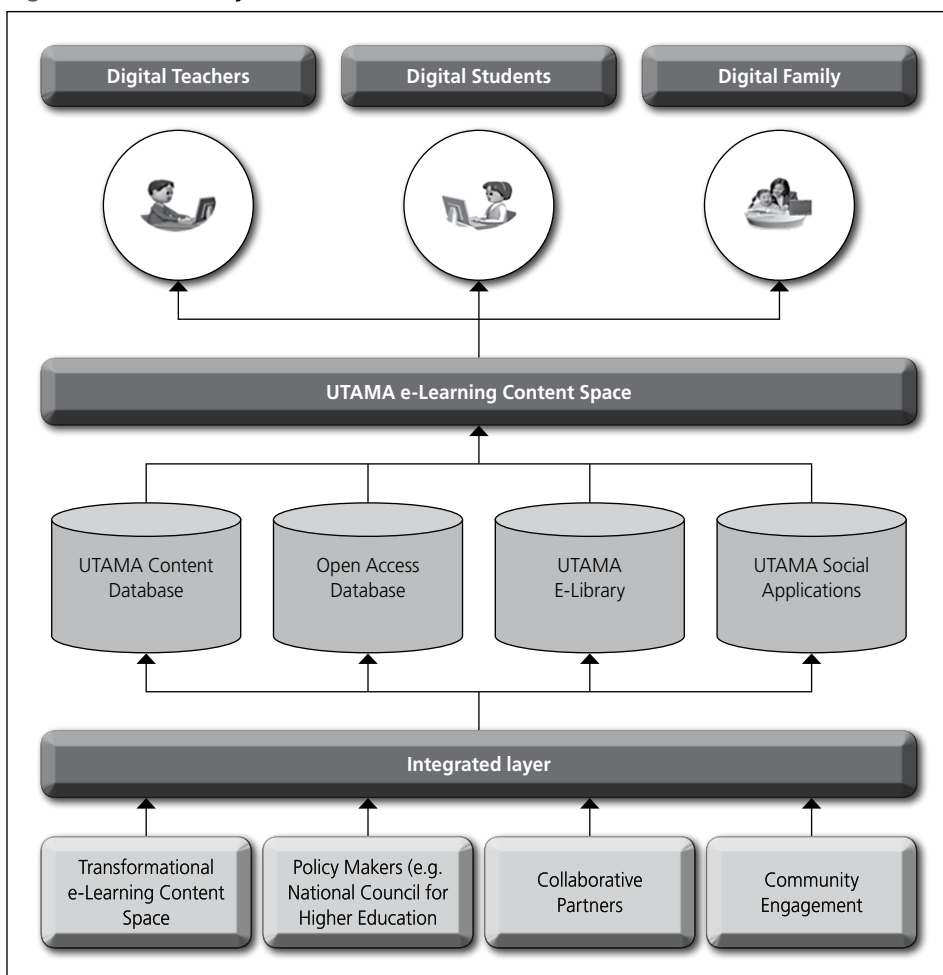 Digital Teachers
Digital Students
Digital Family
UTAMA e-Learning Content Space
UTAMA Content
Database
Open Access
Database
UTAMA
E-Library
UTAMA Social
Applications
Integrated layer
Transformational
e-Learning Content
Space
Policy Makers (e.g.
National Council for
Higher Education
Collaborative
Partners
Community
Engagement